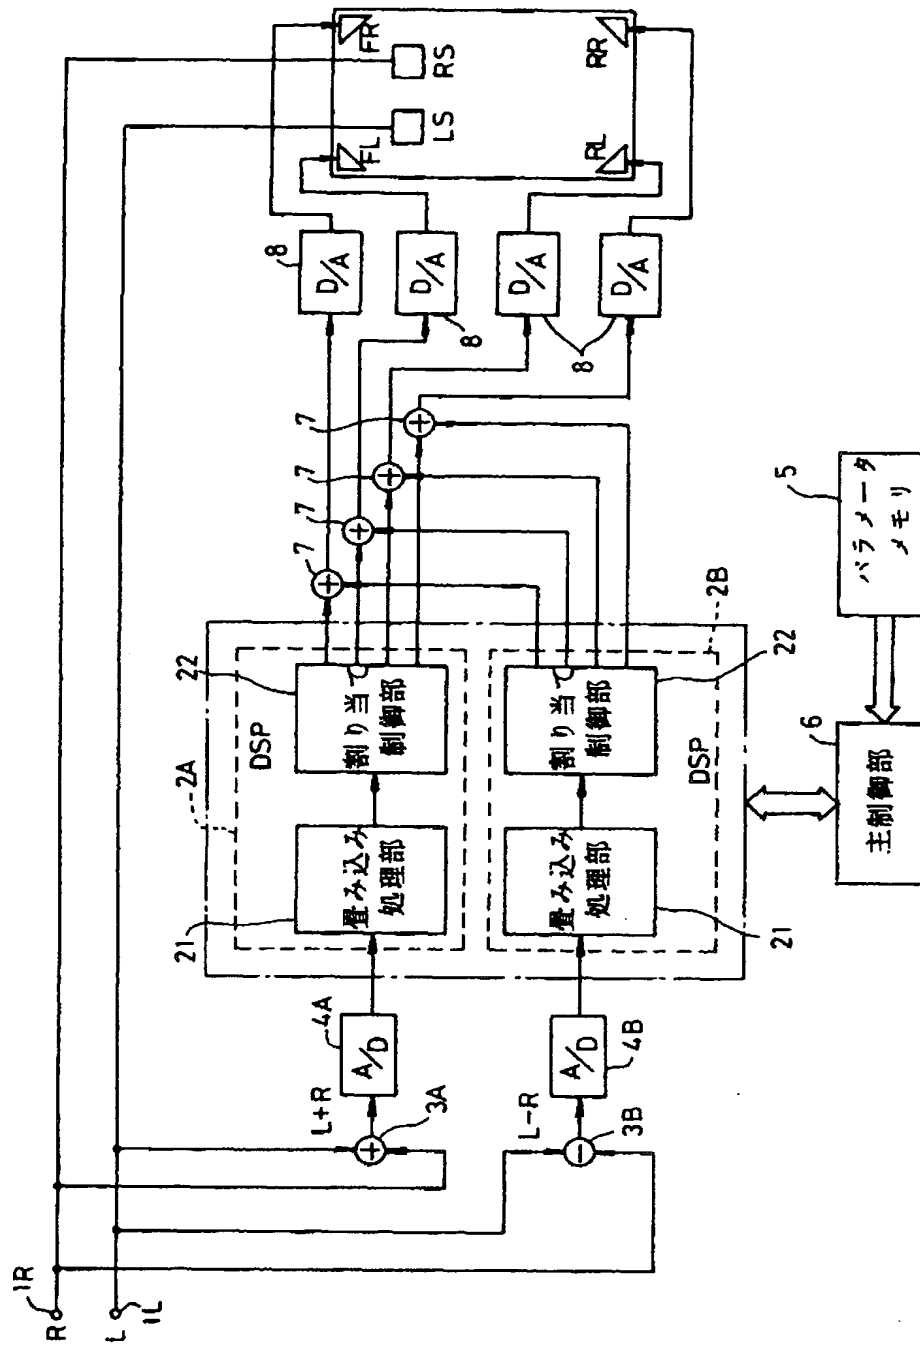 R
1R
L
1L
L+R
3A
L−R
3B
A/D
4A
A/D
4B
2A
DSP
21
畳み込み
処理部
22
割り当
制御部
2B
DSP
21
畳み込み
処理部
22
割り当
制御部
主制御部
6
パラメータ
メモリ
5
7
7
7
7
D/A
8
D/A
8
D/A
D/A
8
FL
LS
RS
FR
RL
RR